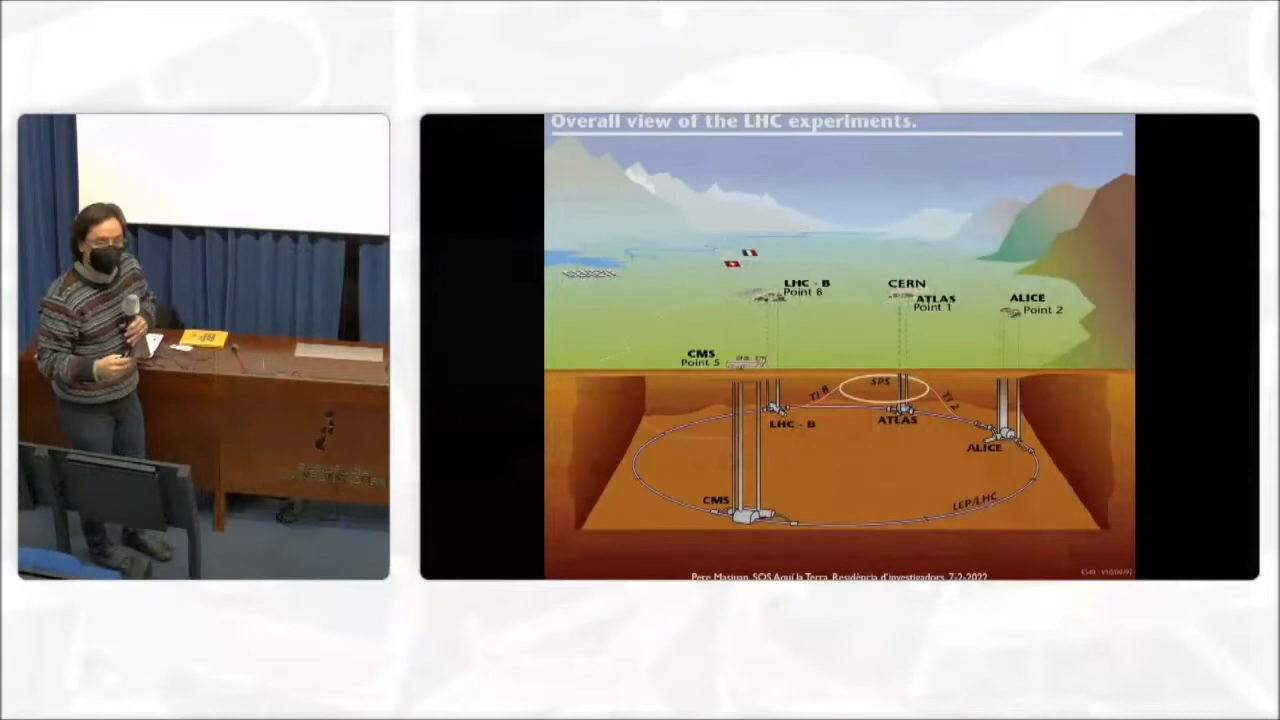 Overall view of the LHC experiments.
LHC - B
Point 8
CERN
ATLAS
Point 1
ALICE
Point 2
CMS
Point 5
SPS
TI 8
TI 2
LHC - B
ATLAS
ALICE
CMS
LEP/LHC
Pere Masjuan, SOS Aquí la Terra, Residència d'investigadors, 7-2-2022